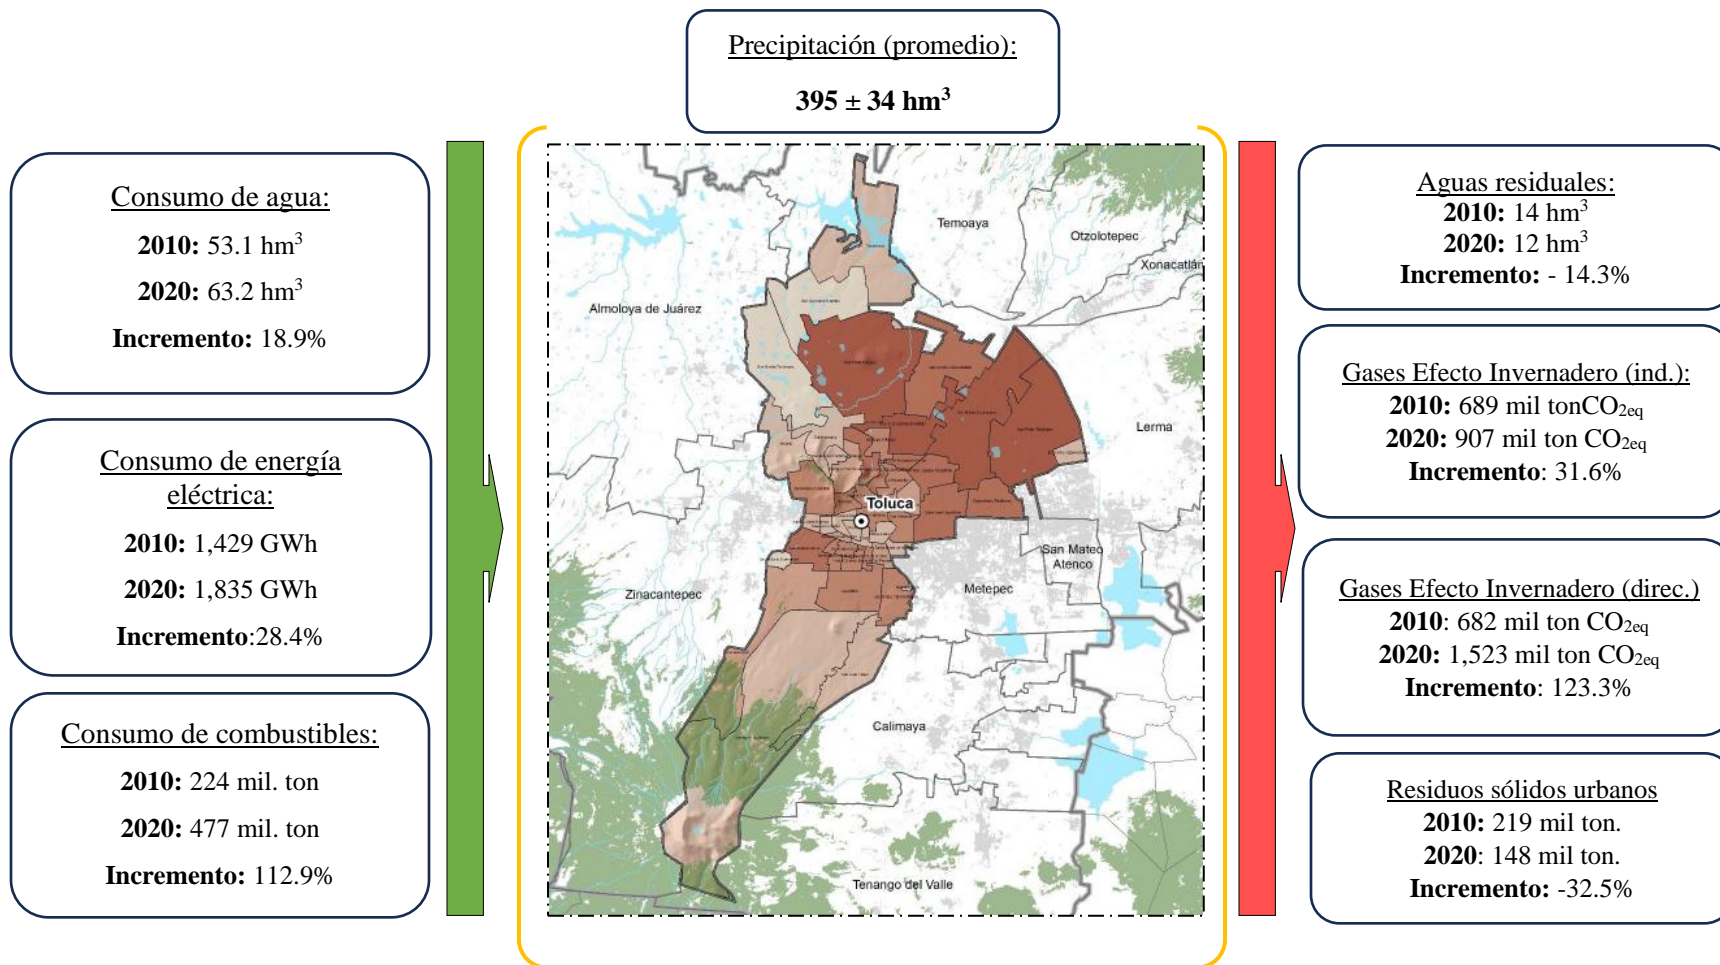 Precipitación (promedio):
395 ± 34 hm³
Consumo de agua:
2010: 53.1 hm³
2020: 63.2 hm³
Incremento: 18.9%
Consumo de energía
eléctrica:
2010: 1,429 GWh
2020: 1,835 GWh
Incremento:28.4%
Consumo de combustibles:
2010: 224 mil. ton
2020: 477 mil. ton
Incremento: 112.9%
Temoaya
Otzolotepec
Xonacatlán
Almoloya de Juárez
Lerma
Toluca
San Mateo
Atenco
Metepec
Zinacantepec
Calimaya
Tenango del Valle
Aguas residuales:
2010: 14 hm³
2020: 12 hm³
Incremento: - 14.3%
Gases Efecto Invernadero (ind.):
2010: 689 mil tonCO₂eq
2020: 907 mil ton CO₂eq
Incremento: 31.6%
Gases Efecto Invernadero (direc.)
2010: 682 mil ton CO₂eq
2020: 1,523 mil ton CO₂eq
Incremento: 123.3%
Residuos sólidos urbanos
2010: 219 mil ton.
2020: 148 mil ton.
Incremento: -32.5%